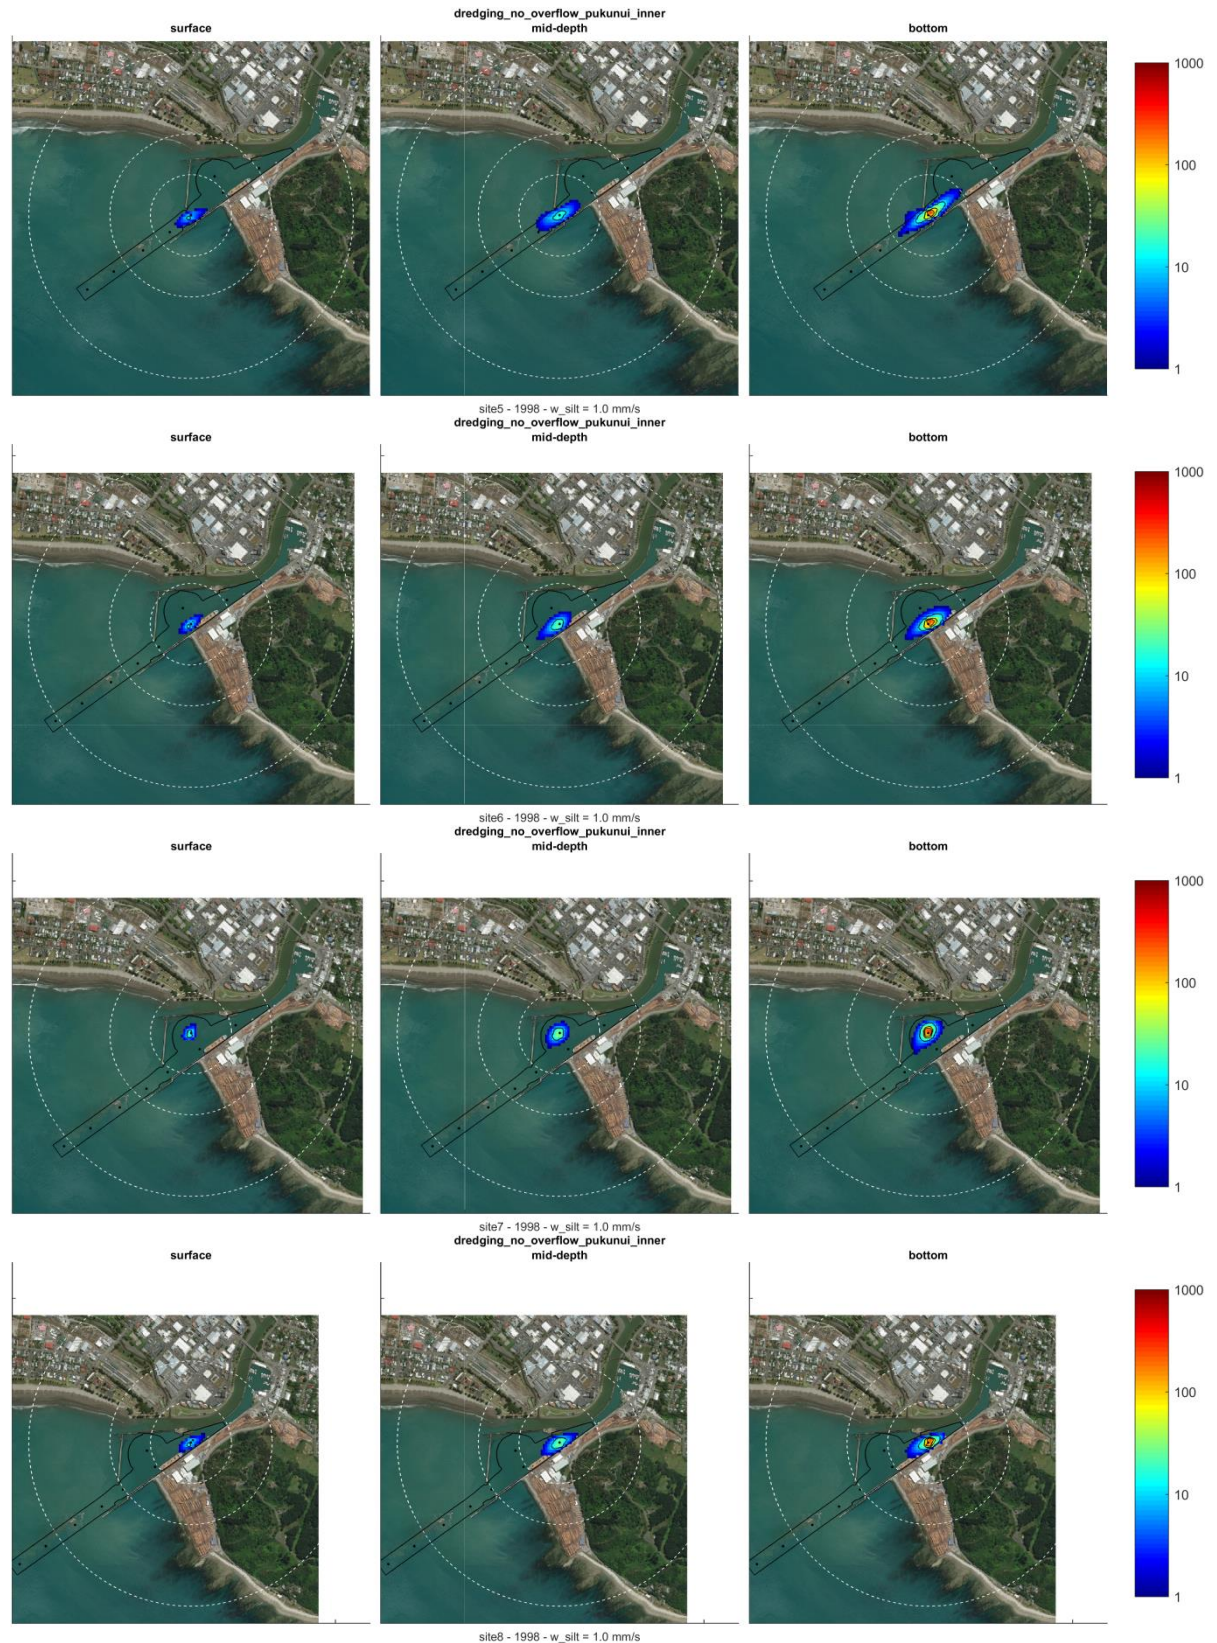 dredging_no_overflow_pukunui_inner
surface mid-depth bottom
1000
100
10
1
site5 - 1998 - w_silt = 1.0 mm/s
dredging_no_overflow_pukunui_inner
surface mid-depth bottom
1000
100
10
1
site6 - 1998 - w_silt = 1.0 mm/s
dredging_no_overflow_pukunui_inner
surface mid-depth bottom
1000
100
10
1
site7 - 1998 - w_silt = 1.0 mm/s
dredging_no_overflow_pukunui_inner
surface mid-depth bottom
1000
100
10
1
site8 - 1998 - w_silt = 1.0 mm/s